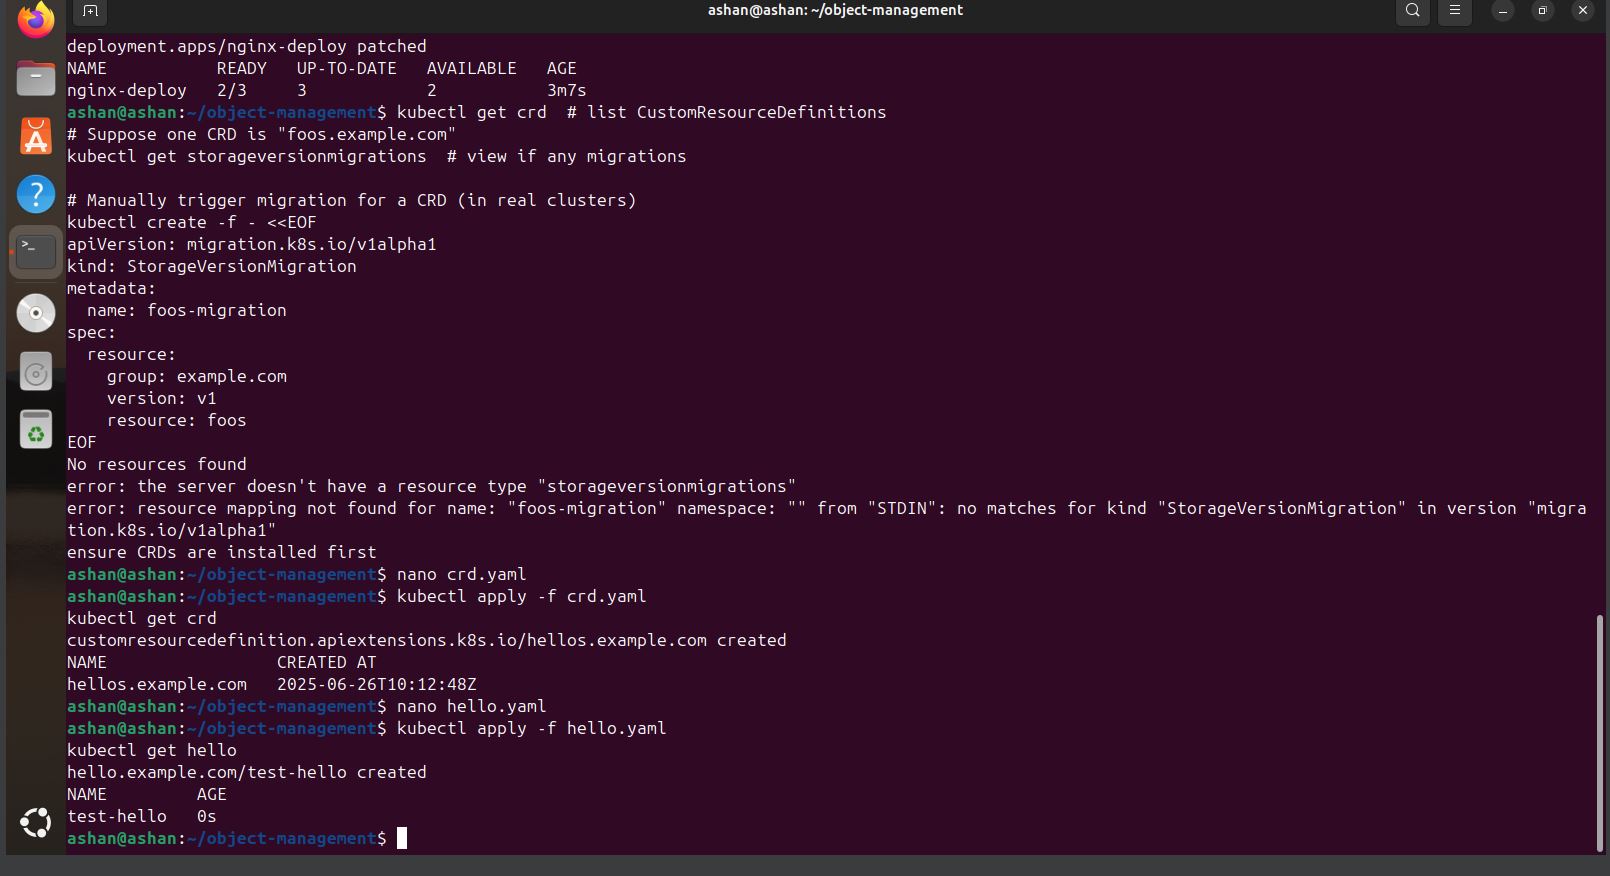 ashan@ashan: ~/object-management
deployment.apps/nginx-deploy patched
NAME           READY   UP-TO-DATE   AVAILABLE   AGE
nginx-deploy   2/3     3            2           3m7s
ashan@ashan:~/object-management$ kubectl get crd  # list CustomResourceDefinitions
# Suppose one CRD is "foos.example.com"
kubectl get storageversionmigrations  # view if any migrations
# Manually trigger migration for a CRD (in real clusters)
kubectl create -f - <<EOF
apiVersion: migration.k8s.io/v1alpha1
kind: StorageVersionMigration
metadata:
  name: foos-migration
spec:
  resource:
    group: example.com
    version: v1
    resource: foos
EOF
No resources found
error: the server doesn't have a resource type "storageversionmigrations"
error: resource mapping not found for name: "foos-migration" namespace: "" from "STDIN": no matches for kind "StorageVersionMigration" in version "migra
tion.k8s.io/v1alpha1"
ensure CRDs are installed first
ashan@ashan:~/object-management$ nano crd.yaml
ashan@ashan:~/object-management$ kubectl apply -f crd.yaml
kubectl get crd
customresourcedefinition.apiextensions.k8s.io/hellos.example.com created
NAME                 CREATED AT
hellos.example.com   2025-06-26T10:12:48Z
ashan@ashan:~/object-management$ nano hello.yaml
ashan@ashan:~/object-management$ kubectl apply -f hello.yaml
kubectl get hello
hello.example.com/test-hello created
NAME         AGE
test-hello   0s
ashan@ashan:~/object-management$